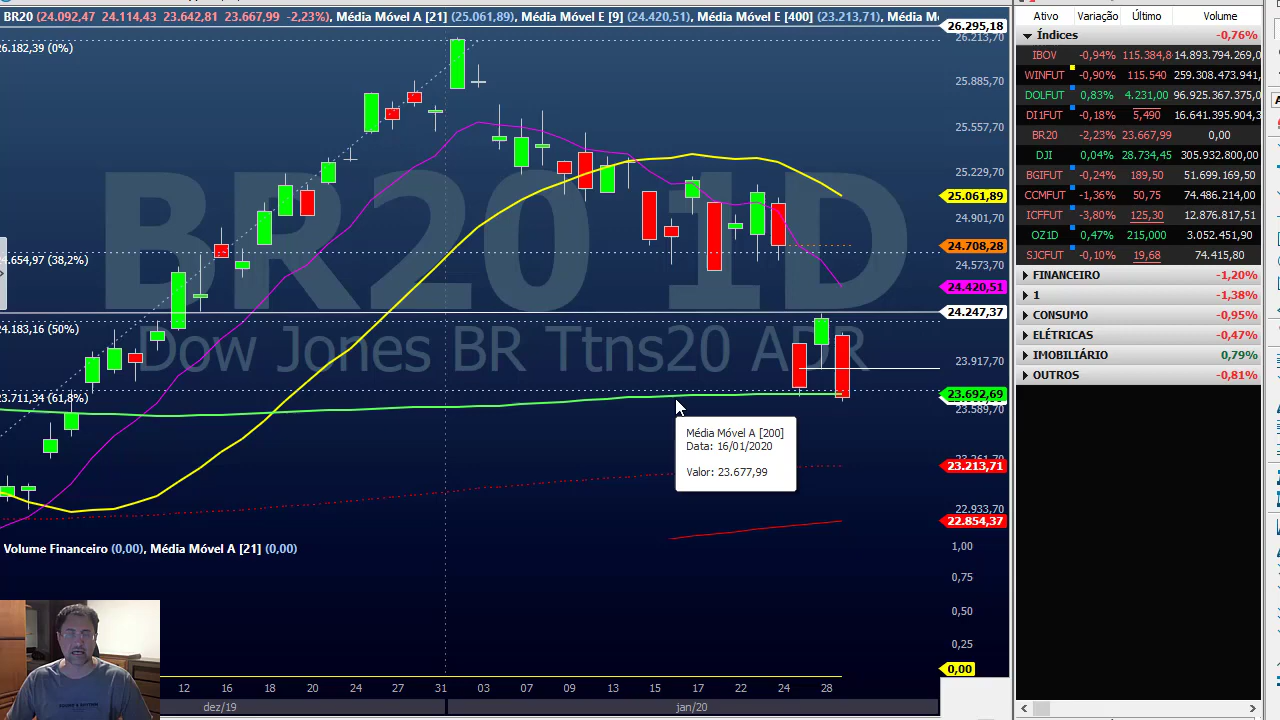 BR20 (24.092,47 24.114,43 23.642,81 23.667,99 -2,23%), Média Móvel A [21] (25.061,89), Média Móvel E [9] (24.420,51), Média Móvel E [400] (23.213,71), Média M
26.295,18
26.213,70
26.182,39 (0%)
25.885,70
25.557,70
25.229,70
25.061,89
24.901,70
24.708,28
24.654,97 (38,2%)
24.573,70
24.420,51
24.247,37
24.183,16 (50%)
23.917,70
23.711,34 (61,8%)
23.692,69
23.589,70
23.213,71
22.933,70
22.854,37
BR20 1D
Dow Jones BR Ttns20 ADR
Média Móvel A [200]
Data: 16/01/2020
Valor: 23.677,99
Volume Financeiro (0,00), Média Móvel A [21] (0,00)
1,00
0,75
0,50
0,25
0,00
12 16 18 20 24 27 31 03 07 09 13 15 17 22 24 28
dez/19 jan/20
Ativo Variação Último Volume
Índices -0,76%
IBOV -0,94% 115.384,8 14.893.794.269,0
WINFUT -0,90% 115.540 259.308.473.941,
DOLFUT 0,83% 4.231,00 96.925.367.375,0
DI1FUT -0,18% 5,490 16.641.395.904,3
BR20 -2,23% 23.667,99 0,00
DJI 0,04% 28.734,45 305.932.800,00
BGIFUT -0,24% 189,50 51.699.169,50
CCMFUT -1,36% 50,75 74.486.214,00
ICFFUT -3,80% 125,30 12.876.817,51
OZ1D 0,47% 215,000 3.052.451,90
SJCFUT -0,10% 19,68 74.415,80
FINANCEIRO -1,20%
1 -1,38%
CONSUMO -0,95%
ELÉTRICAS -0,47%
IMOBILIÁRIO 0,79%
OUTROS -0,81%